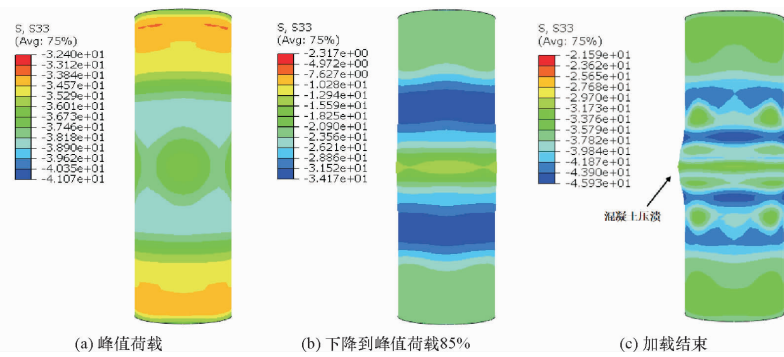 S, S33
(Avg: 75%)
-3.240e+01
-3.312e+01
-3.384e+01
-3.457e+01
-3.529e+01
-3.601e+01
-3.673e+01
-3.746e+01
-3.818e+01
-3.890e+01
-3.962e+01
-4.035e+01
-4.107e+01
(a) 峰值荷载
S, S33
(Avg: 75%)
-2.317e+00
-4.972e+00
-7.627e+00
-1.028e+01
-1.294e+01
-1.559e+01
-1.825e+01
-2.090e+01
-2.356e+01
-2.621e+01
-2.886e+01
-3.152e+01
-3.417e+01
(b) 下降到峰值荷载85%
S, S33
(Avg: 75%)
-2.159e+01
-2.362e+01
-2.565e+01
-2.768e+01
-2.970e+01
-3.173e+01
-3.376e+01
-3.579e+01
-3.782e+01
-3.984e+01
-4.187e+01
-4.390e+01
-4.593e+01
混凝土压溃
(c) 加载结束